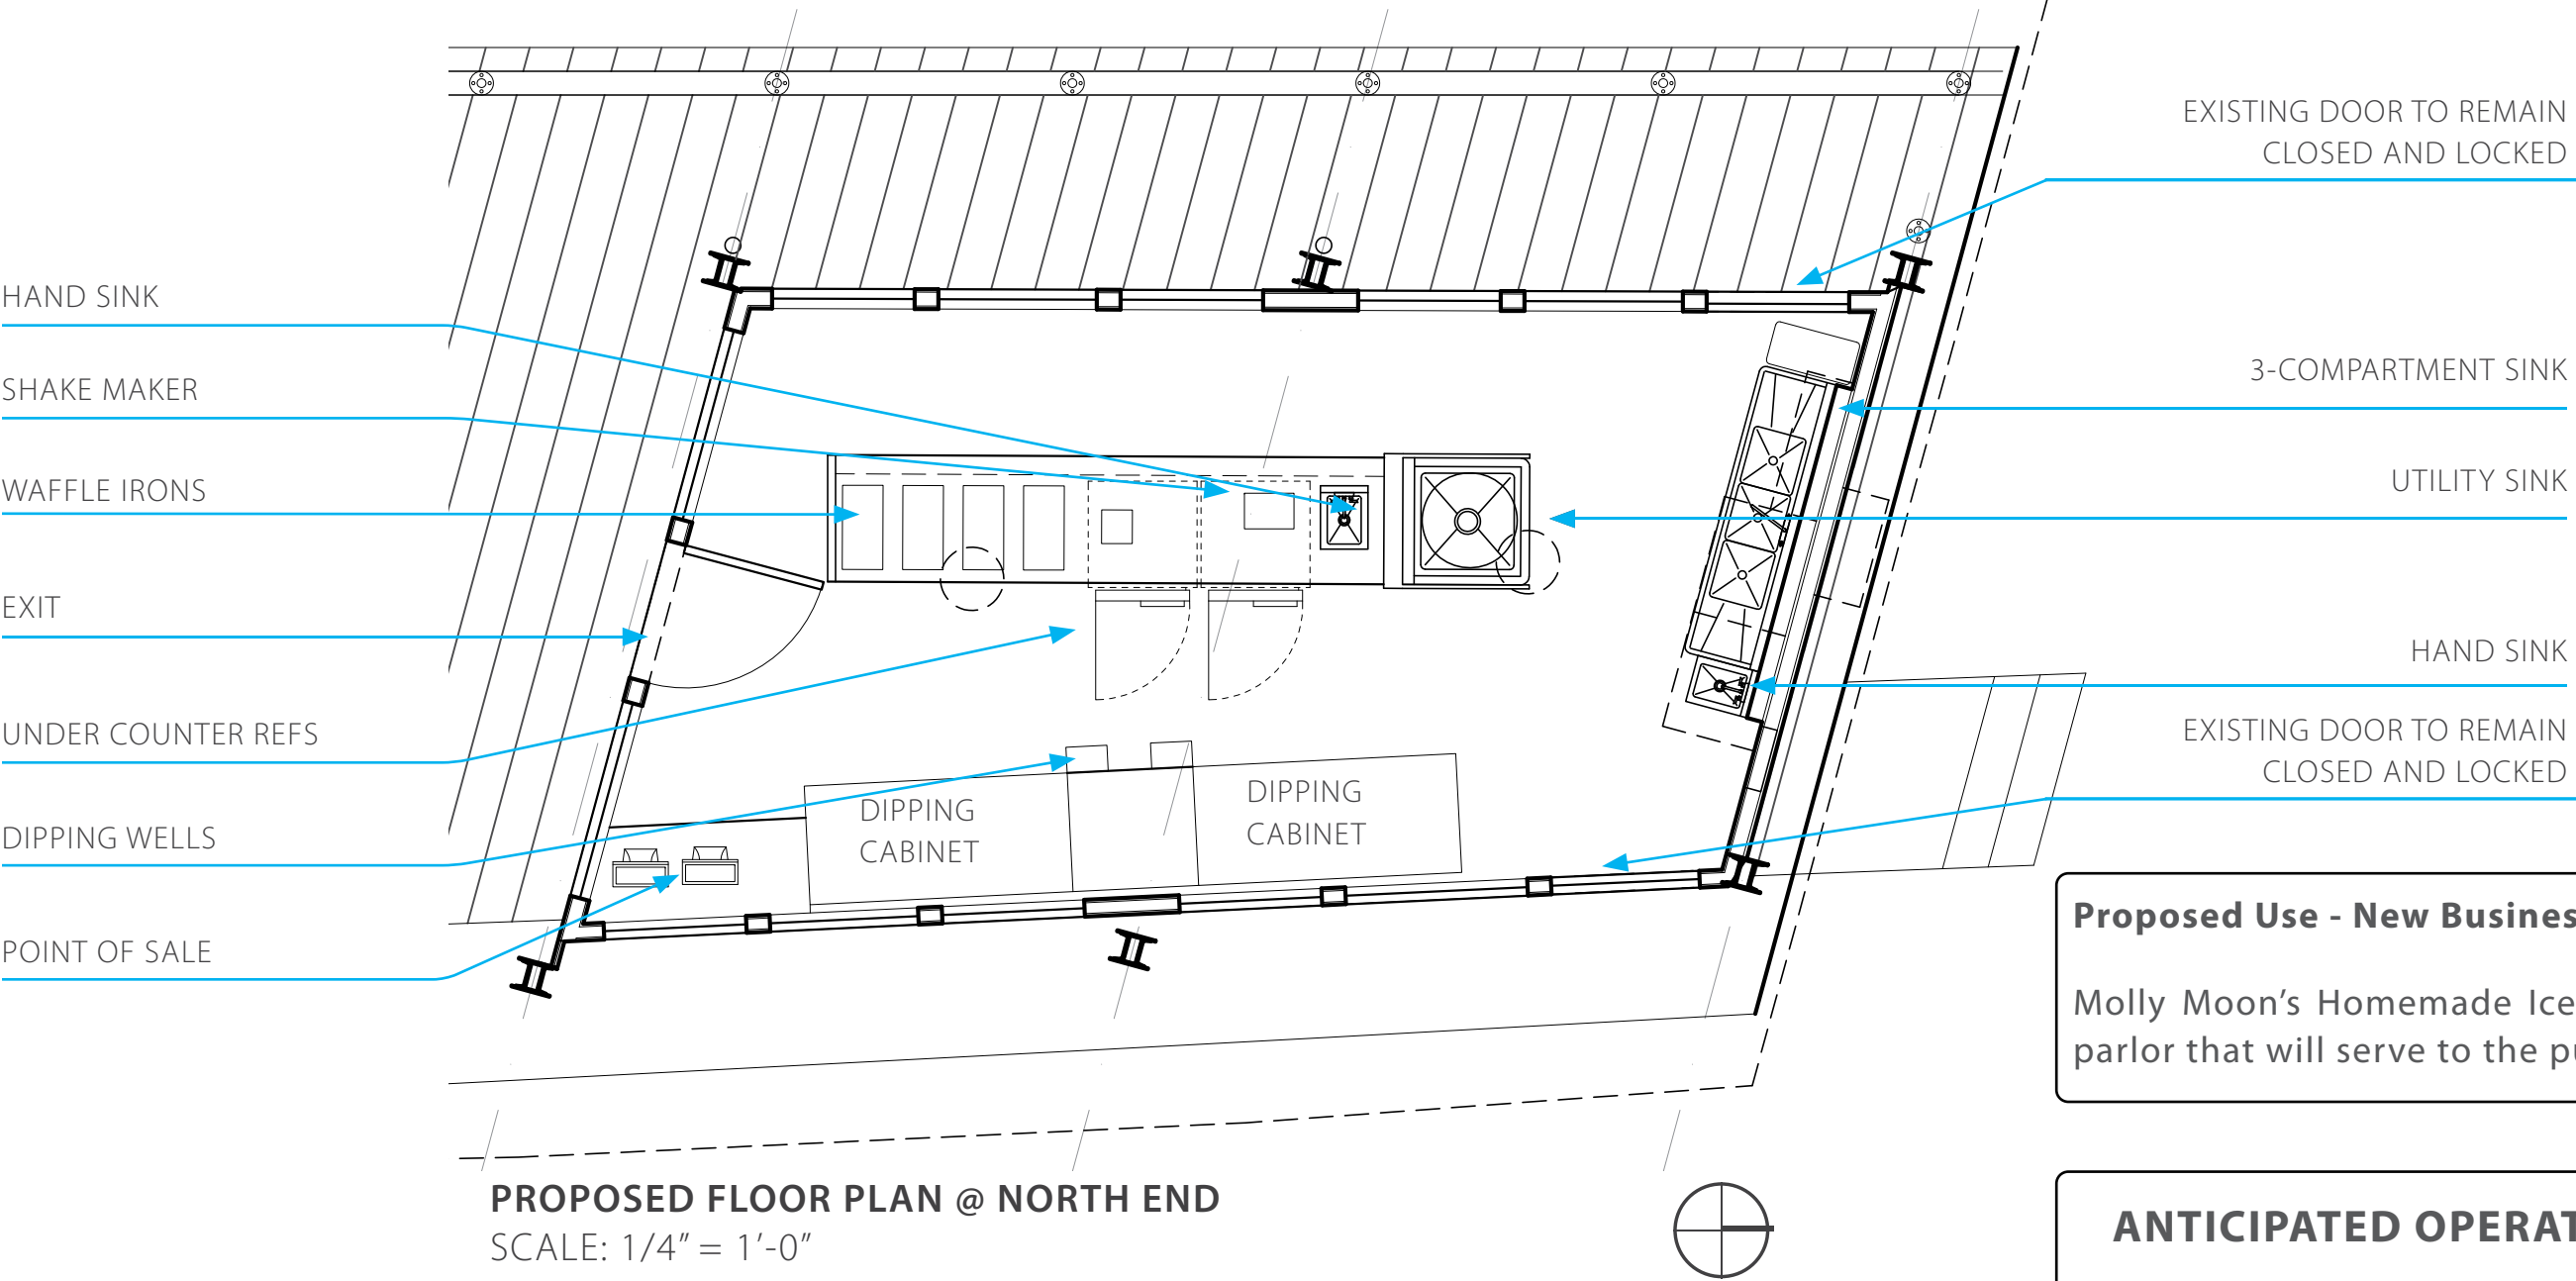 EXISTING DOOR TO REMAIN
CLOSED AND LOCKED
HAND SINK
SHAKE MAKER
3-COMPARTMENT SINK
WAFFLE IRONS
UTILITY SINK
EXIT
HAND SINK
UNDER COUNTER REFS
EXISTING DOOR TO REMAIN
CLOSED AND LOCKED
DIPPING
CABINET
DIPPING
CABINET
DIPPING WELLS
POINT OF SALE
Proposed Use - New Busines
Molly Moon's Homemade Ice
parlor that will serve to the pu
PROPOSED FLOOR PLAN @ NORTH END
SCALE: 1/4" = 1'-0"
ANTICIPATED OPERAT